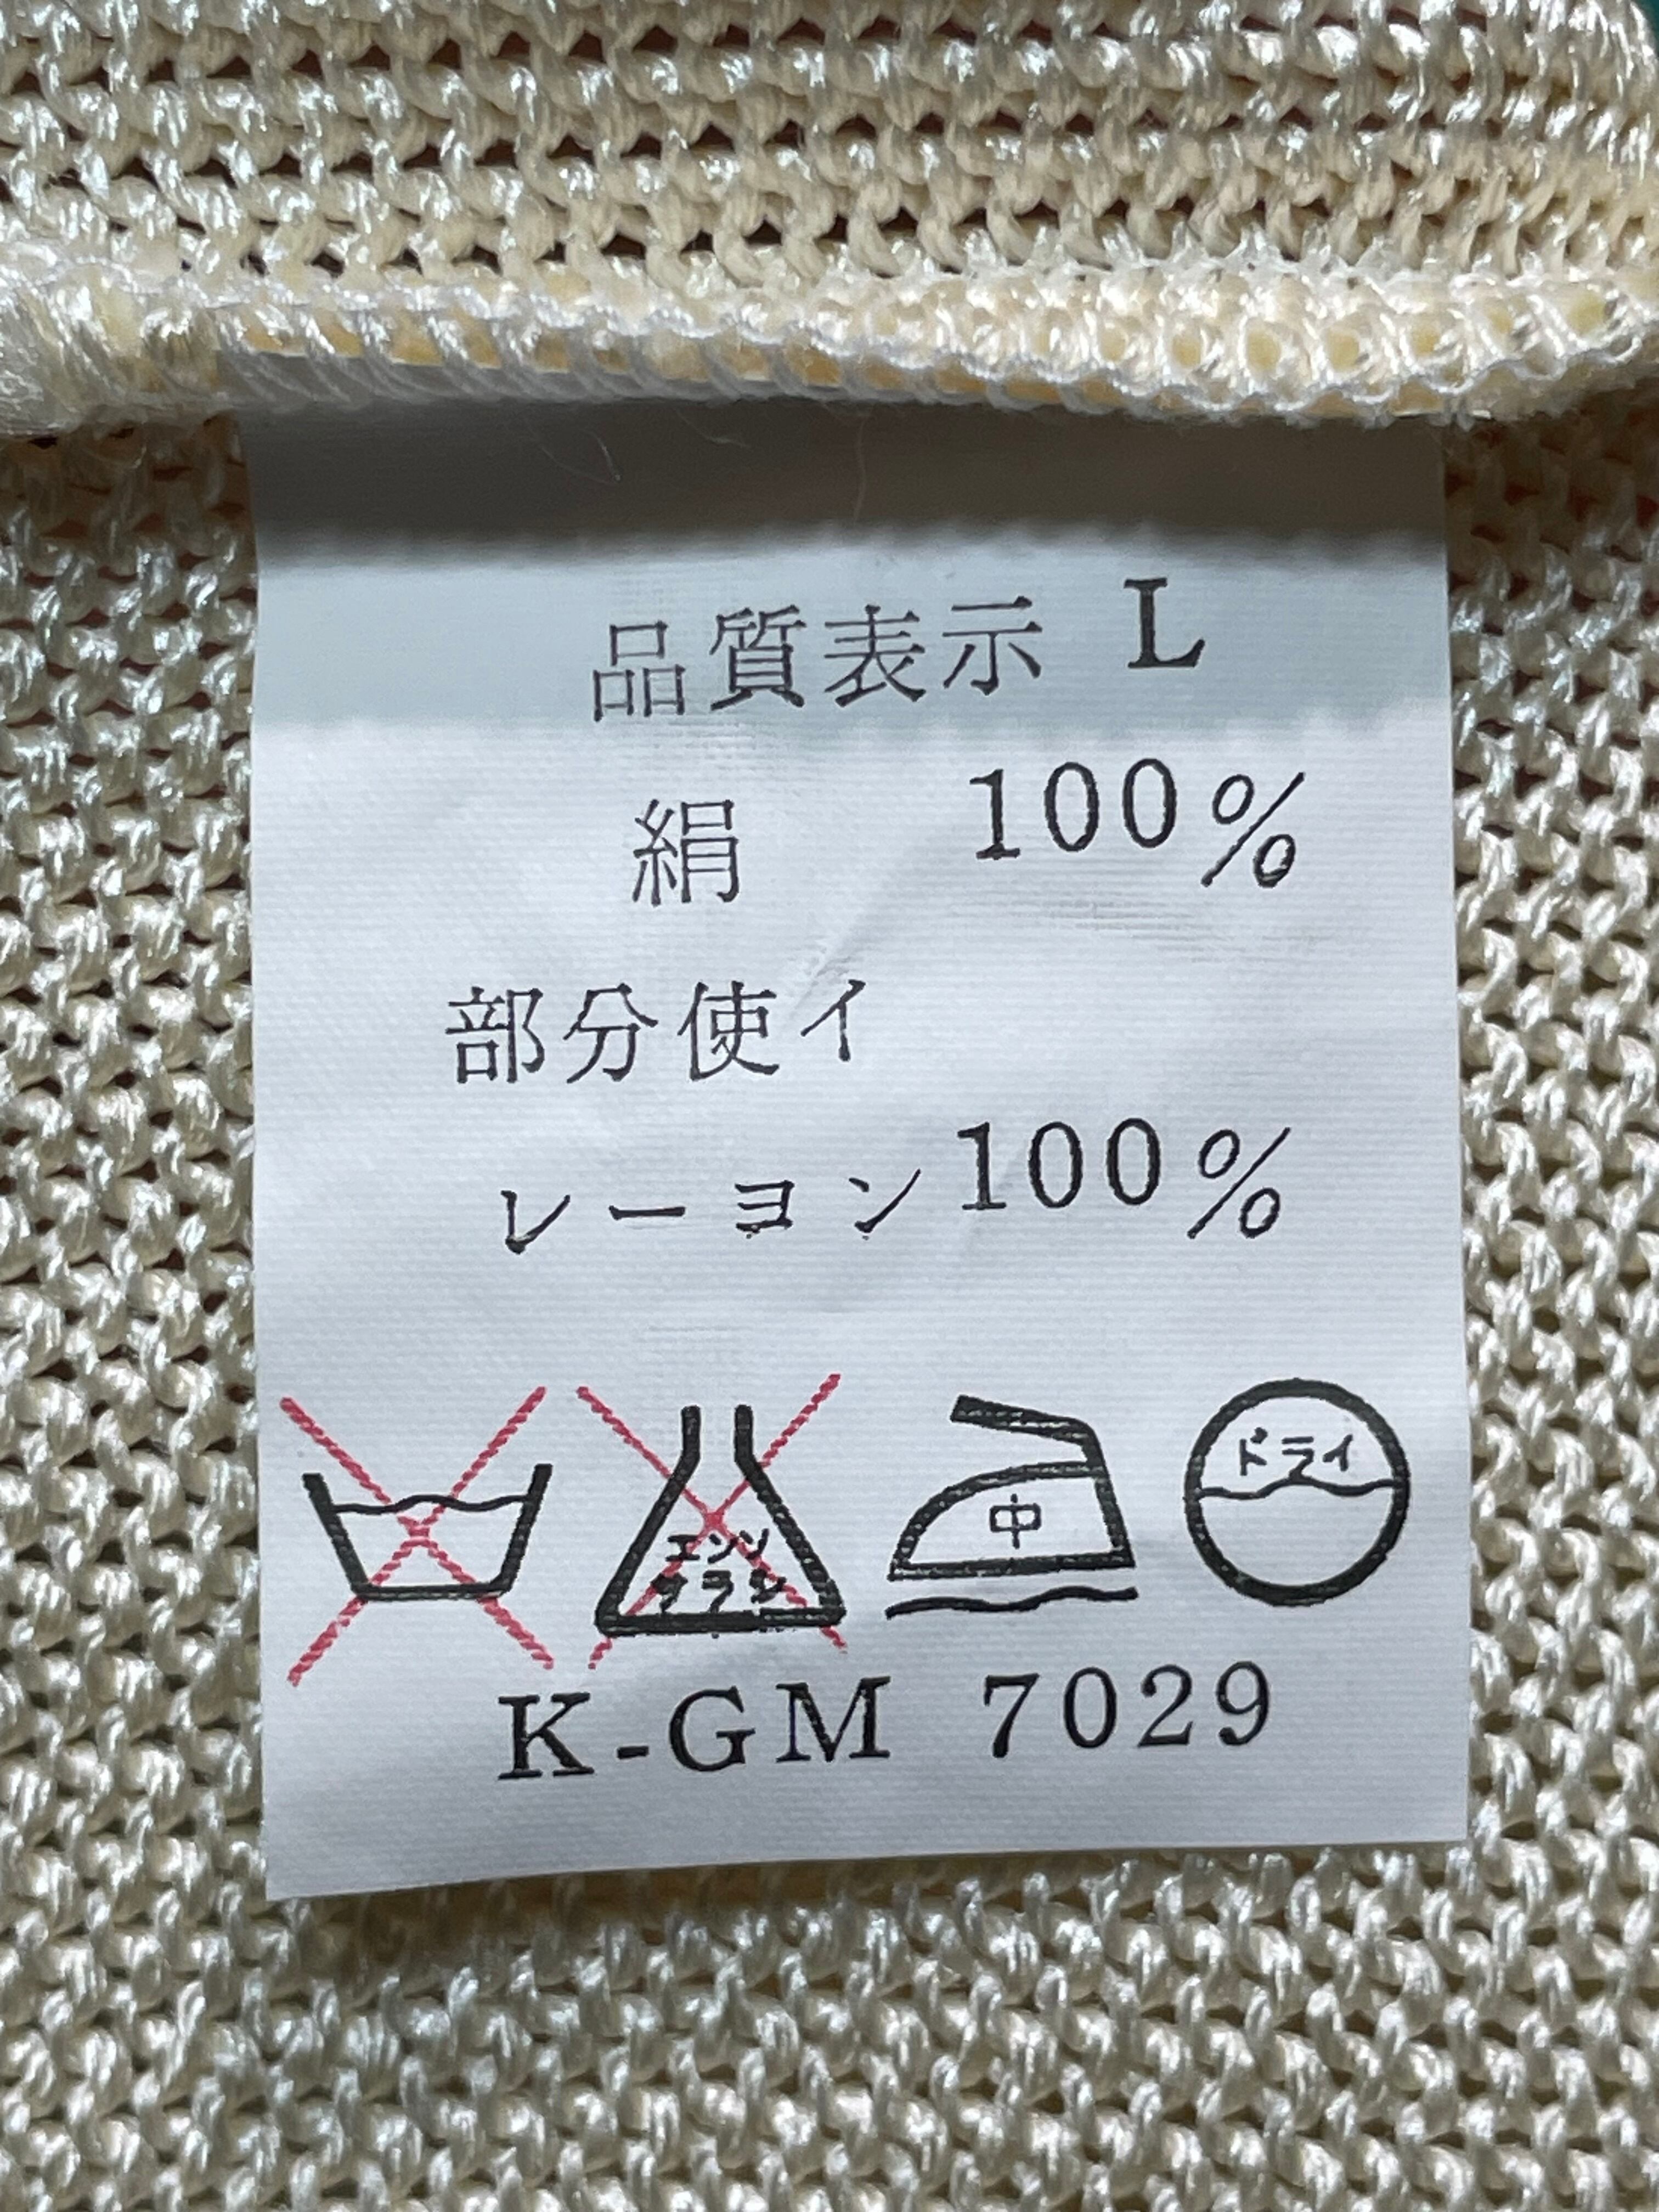 品質表示 L
絹 100%
部分使イ
レーヨン 100%
エンソ
サラシ
中
ドライ
K-GM 7029